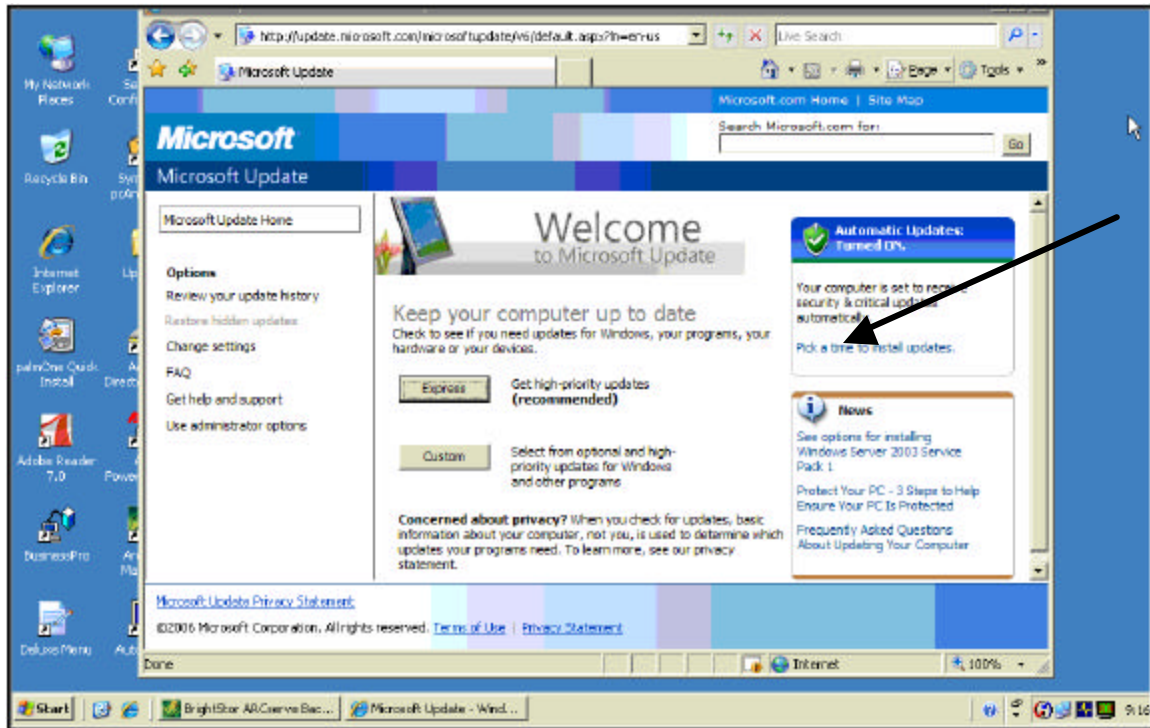 My Network
Places
Recycle Bin
Internet
Explorer
palmOne Quick
Install
Adobe Reader
7.0
BusinessPro
Deluxe Menu
http://update.microsoft.com/microsoftupdate/v6/default.aspx?ln=en-us
Live Search
Microsoft Update
Page
Tools
Microsoft.com Home | Site Map
Microsoft
Search Microsoft.com for:
Go
Microsoft Update
Microsoft Update Home
Options
Review your update history
Restore hidden updates
Change settings
FAQ
Get help and support
Use administrator options
Welcome
to Microsoft Update
Keep your computer up to date
Check to see if you need updates for Windows, your programs, your
hardware or your devices.
Express
Get high-priority updates
(recommended)
Custom
Select from optional and high-
priority updates for Windows
and other programs
Concerned about privacy? When you check for updates, basic
information about your computer, not you, is used to determine which
updates your programs need. To learn more, see our privacy
statement.
Automatic Updates:
Turned ON.
Your computer is set to receive
security & critical updates
automatically.
Pick a time to install updates.
News
See options for installing
Windows Server 2003 Service
Pack 1
Protect Your PC - 3 Steps to Help
Ensure Your PC Is Protected
Frequently Asked Questions
About Updating Your Computer
Microsoft Update Privacy Statement
©2006 Microsoft Corporation. All rights reserved. Terms of Use | Privacy Statement
Done
Internet
100%
Start
BrightStor ARCserve Bac...
Microsoft Update - Wind...
9:16